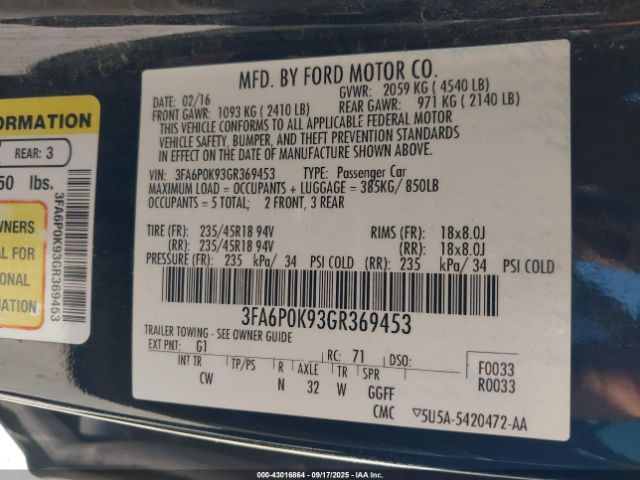 ORMATION
REAR: 3
50 lbs.
3FA6P0K93GR369453
WNERS
AL FOR
ONAL
MATION
MFD. BY FORD MOTOR CO.
DATE: 02/16 GVWR: 2059 KG ( 4540 LB)
FRONT GAWR: 1093 KG ( 2410 LB) REAR GAWR: 971 KG ( 2140 LB)
THIS VEHICLE CONFORMS TO ALL APPLICABLE FEDERAL MOTOR
VEHICLE SAFETY, BUMPER, AND THEFT PREVENTION STANDARDS
IN EFFECT ON THE DATE OF MANUFACTURE SHOWN ABOVE.
VIN: 3FA6P0K93GR369453 TYPE: Passenger Car
MAXIMUM LOAD = OCCUPANTS + LUGGAGE = 385KG/ 850LB
OCCUPANTS = 5 TOTAL; 2 FRONT, 3 REAR
TIRE (FR): 235/45R18 94V RIMS (FR): 18x8.0J
(RR): 235/45R18 94V (RR): 18x8.0J
PRESSURE (FR): 235 kPa/ 34 PSI COLD (RR): 235 kPa/ 34 PSI COLD
3FA6P0K93GR369453
TRAILER TOWING - SEE OWNER GUIDE
EXT PNT: G1 RC: 71 DSO: F0033
R0033
INT TR TP/PS R AXLE TR SPR
CW N 32 W GGFF
CMC ▽5U5A-5420472-AA
000-43016864 - 09/17/2025 - IAA Inc.